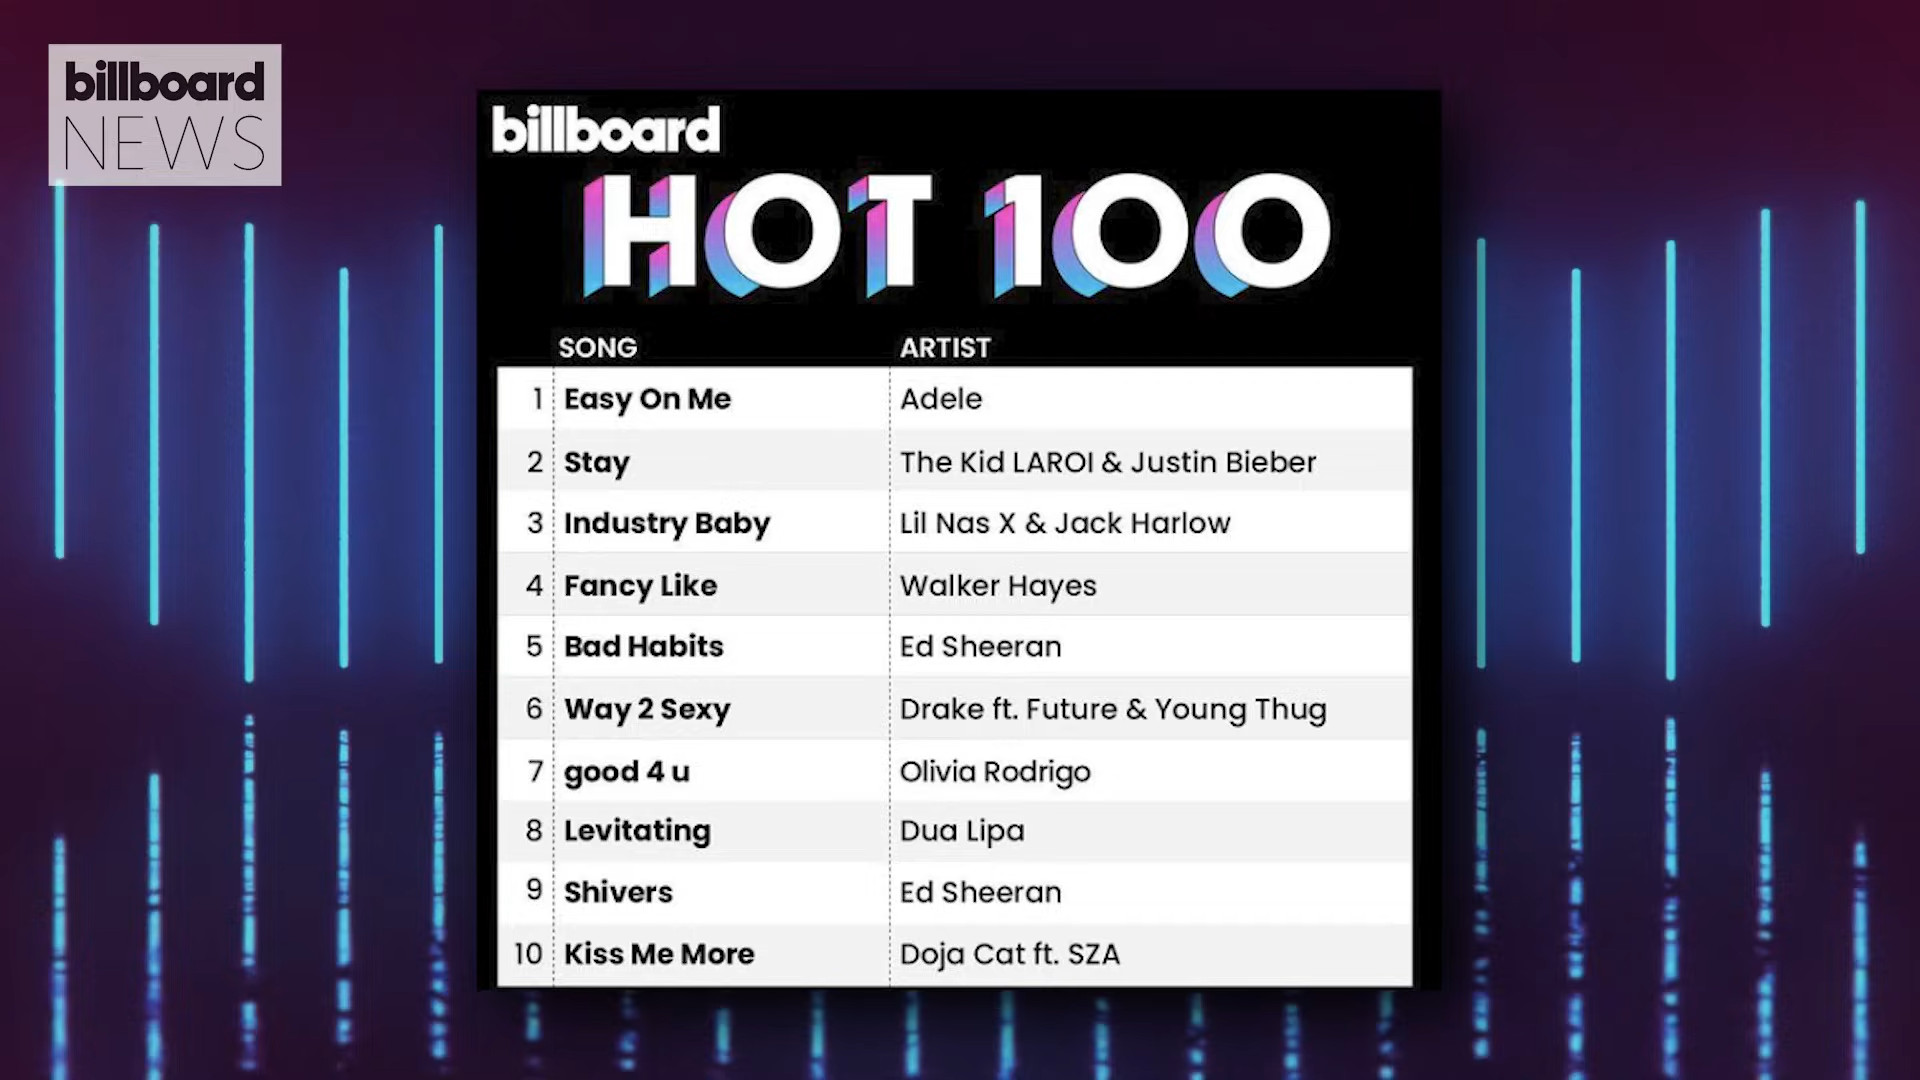 billboard
NEWS
billboard
HOT 100
SONG ARTIST
1 Easy On Me Adele
2 Stay The Kid LAROI & Justin Bieber
3 Industry Baby Lil Nas X & Jack Harlow
4 Fancy Like Walker Hayes
5 Bad Habits Ed Sheeran
6 Way 2 Sexy Drake ft. Future & Young Thug
7 good 4 u Olivia Rodrigo
8 Levitating Dua Lipa
9 Shivers Ed Sheeran
10 Kiss Me More Doja Cat ft. SZA